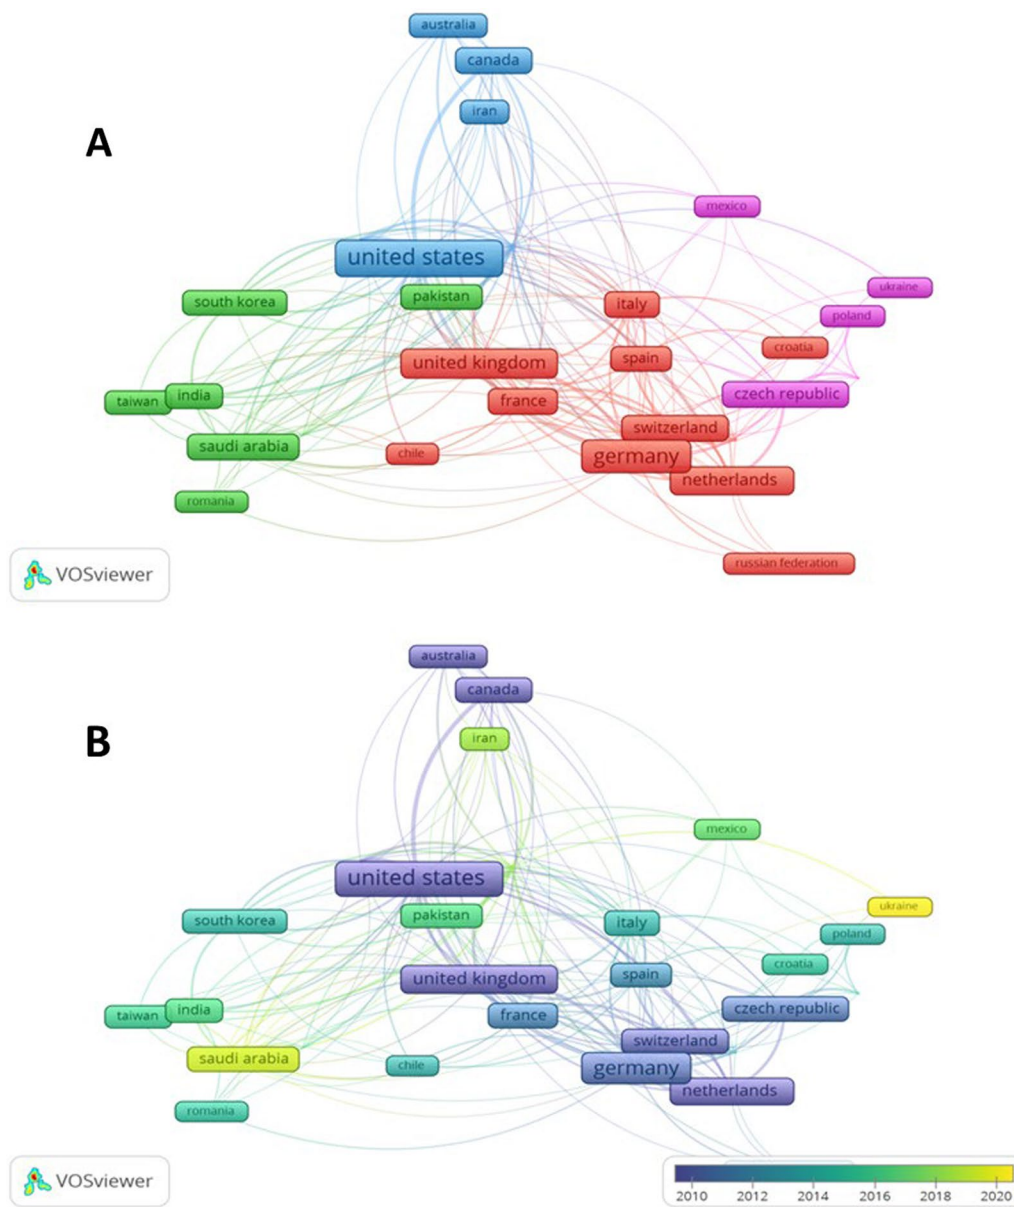 australia
canada
iran
A
mexico
united states
ukraine
south korea
pakistan
italy
poland
croatia
united kingdom
spain
czech republic
taiwan
india
france
switzerland
saudi arabia
chile
germany
netherlands
romania
russian federation
VOSviewer
australia
canada
B
iran
mexico
united states
ukraine
south korea
pakistan
italy
poland
croatia
united kingdom
spain
czech republic
taiwan
india
france
switzerland
saudi arabia
chile
germany
netherlands
romania
VOSviewer
2010 2012 2014 2016 2018 2020